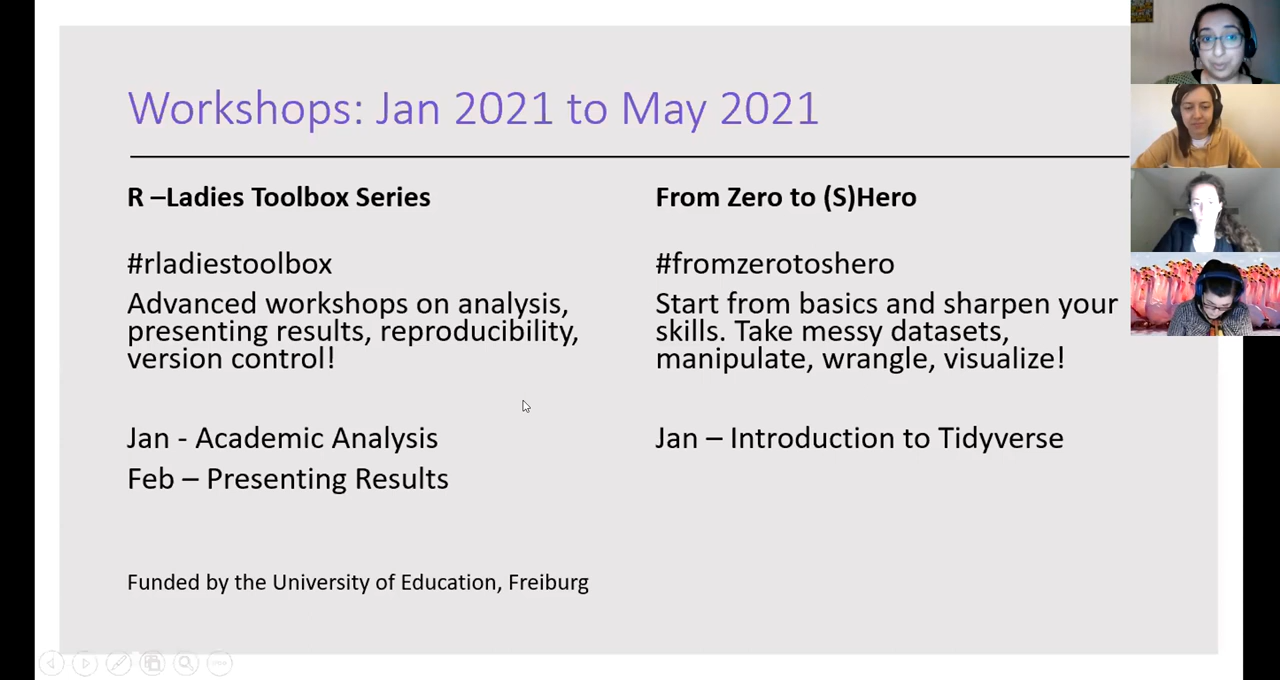 Workshops: Jan 2021 to May 2021
R –Ladies Toolbox Series
#rladiestoolbox
Advanced workshops on analysis,
presenting results, reproducibility,
version control!
Jan - Academic Analysis
Feb – Presenting Results
From Zero to (S)Hero
#fromzerotoshero
Start from basics and sharpen your
skills. Take messy datasets,
manipulate, wrangle, visualize!
Jan – Introduction to Tidyverse
Funded by the University of Education, Freiburg